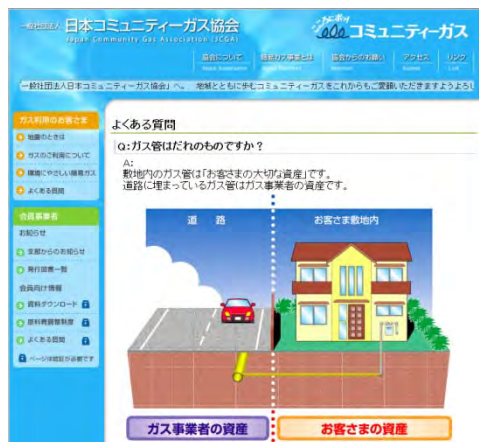 一般社団法人 日本コミュニティーガス協会
Japan Community Gas Association (JCGA)
コミュニティーガス
協会について
簡易ガス事業とは
協会からのお願い
アクセス
リンク
「一般社団法人日本コミュニティーガス協会」へ。 地域とともに歩むコミュニティーガスをこれからもご愛顧いただきますようよろし
ガス利用のお客さま
地震のときは
ガスのご利用について
環境にやさしい簡易ガス
よくある質問
会員事業者
お知らせ
支部からのお知らせ
発行図書一覧
会員向け情報
資料ダウンロード
原料費調整制度
よくある質問
ページは認証が必要です
よくある質問
Q:ガス管はだれのものですか？
A:
敷地内のガス管は「お客さまの大切な資産」です。
道路に埋まっているガス管はガス事業者の資産です。
道 路
お客さま敷地内
ガス事業者の資産
お客さまの資産